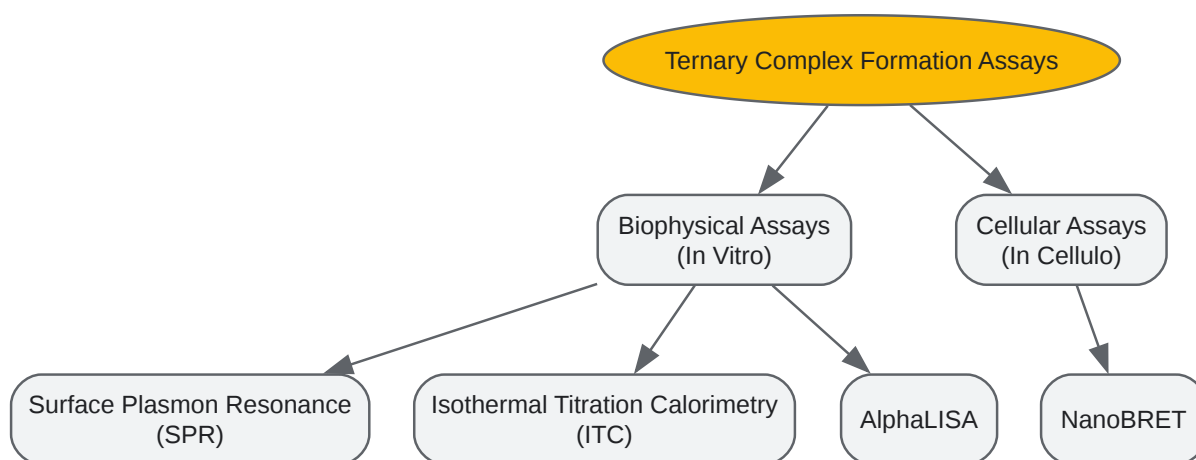 Ternary Complex Formation Assays
Biophysical Assays
(In Vitro)
Cellular Assays
(In Cellulo)
Surface Plasmon Resonance
(SPR)
Isothermal Titration Calorimetry
(ITC)
AlphaLISA
NanoBRET